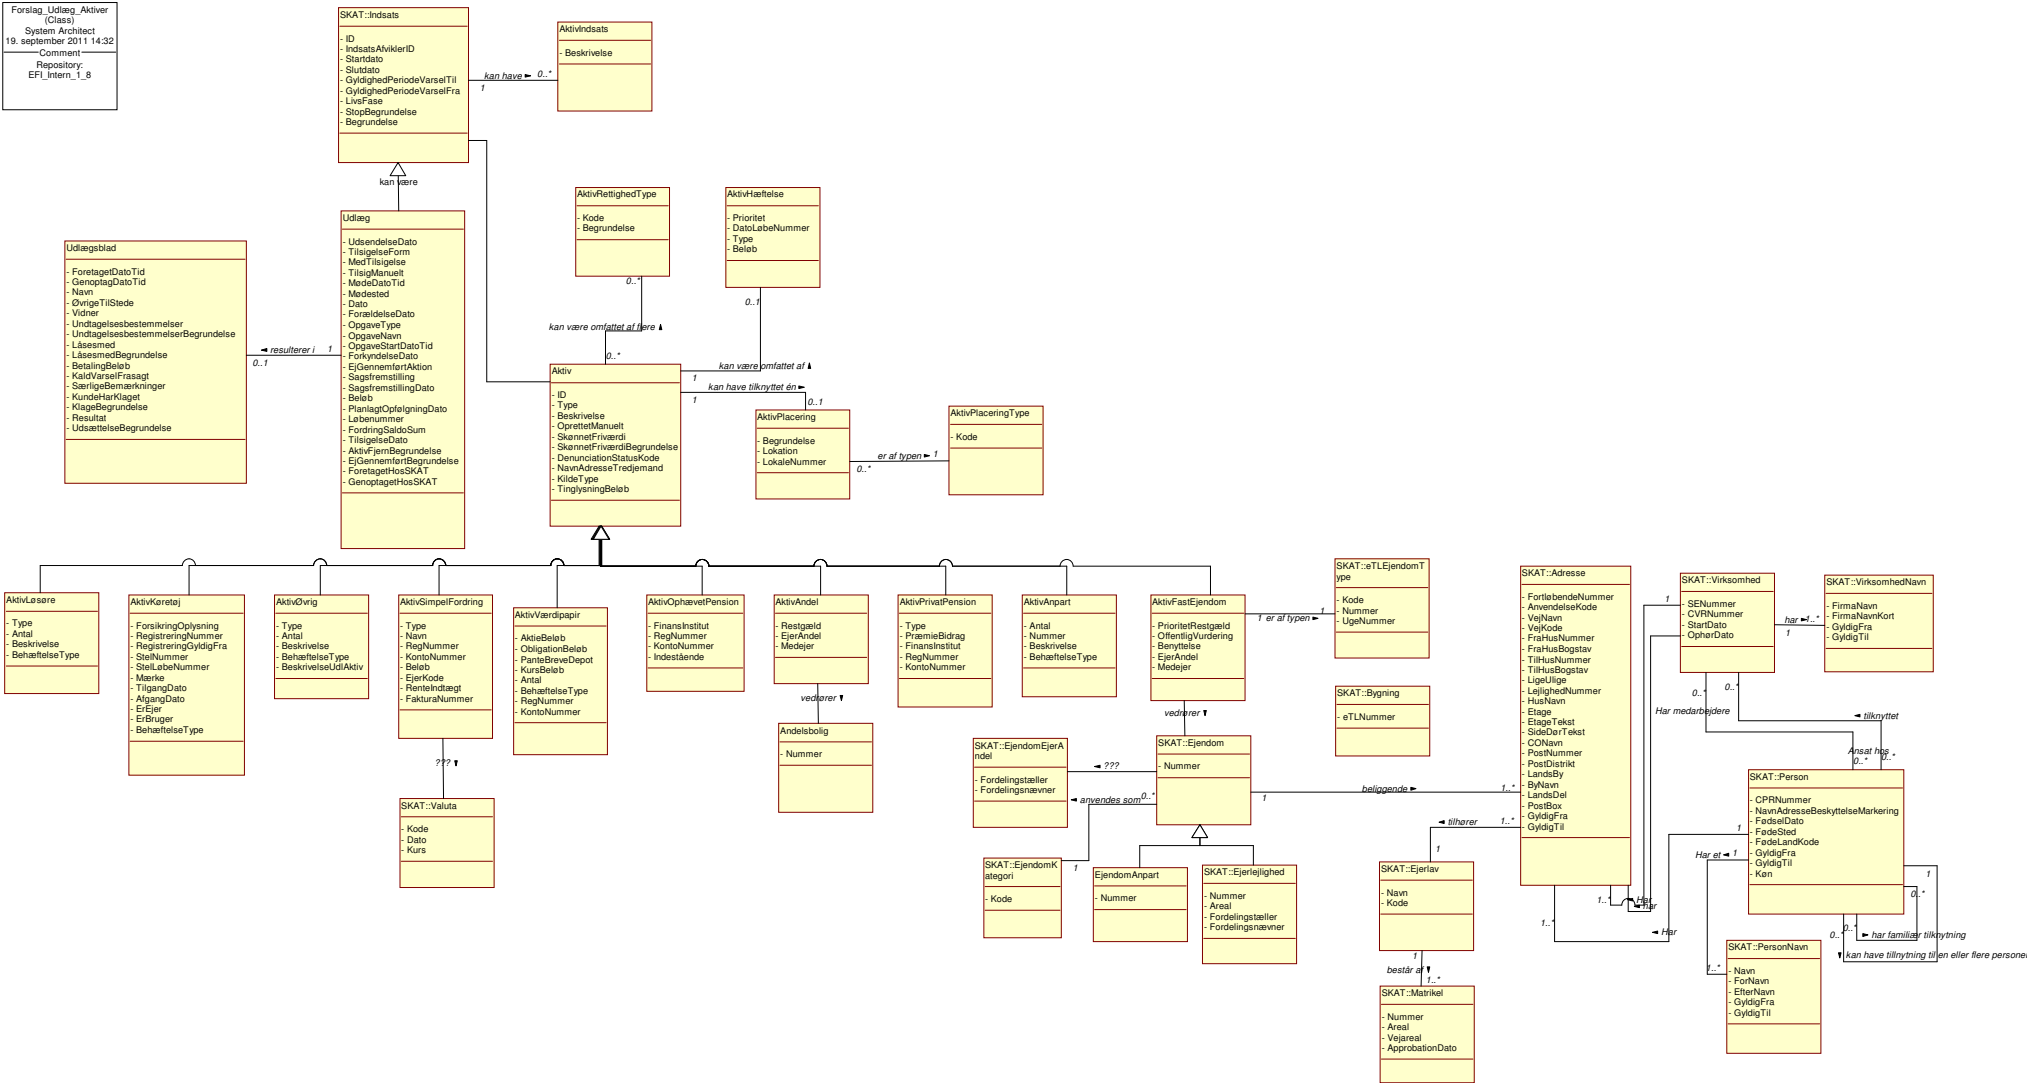 Forslag_Udlæg_Aktiver
(Class)
System Architect
19. september 2011 14:32
Comment
Repository:
EFI_Intern_1_8
SKAT::Indsats
- ID
- IndsatsAfviklerID
- Startdato
- Slutdato
- GyldighedPeriodeVarselTil
- GyldighedPeriodeVarselFra
- LivsFase
- StopBegrundelse
- Begrundelse
kan have ►
0..*
1
AktivIndsats
- Beskrivelse
kan være
Udlægsblad
- ForetagetDatoTid
- GenoptagDatoTid
- Navn
- ØvrigeTilStede
- Vidner
- Undtagelsesbestemmelser
- UndtagelsesbestemmelserBegrundelse
- Låsesmed
- LåsesmedBegrundelse
- BetalingBeløb
- KaldVarselFrasagt
- SærligeBemærkninger
- KundeHarKlaget
- KlageBegrundelse
- Resultat
- UdsættelseBegrundelse
◄ resulterer i
1
0..1
Udlæg
- UdsendelseDato
- TilsigelseForm
- MedTilsigelse
- TilsigManuelt
- MødeDatoTid
- Mødested
- Dato
- ForældelseDato
- OpgaveType
- OpgaveNavn
- OpgaveStartDatoTid
- ForkyndelseDato
- EjGennemførtAktion
- Sagsfremstilling
- SagsfremstillingDato
- Beløb
- PlanlagtOpfølgningDato
- Løbenummer
- FordringSaldoSum
- TilsigelseDato
- AktivFjernBegrundelse
- EjGennemførtBegrundelse
- ForetagetHosSKAT
- GenoptagetHosSKAT
AktivRettighedType
- Kode
- Begrundelse
0..*
kan være omfattet af flere ▲
0..*
AktivHæftelse
- Prioritet
- DatoLøbeNummer
- Type
- Beløb
0..1
kan være omfattet af ▲
1
Aktiv
- ID
- Type
- Beskrivelse
- OprettetManuelt
- SkønnetFriværdi
- SkønnetFriværdiBegrundelse
- DenunciationStatusKode
- NavnAdresseTredjemand
- KildeType
- TinglysningBeløb
kan have tilknyttet én ►
1
0..1
AktivPlacering
- Begrundelse
- Lokation
- LokaleNummer
er af typen ►
1
0..*
AktivPlaceringType
- Kode
AktivLøsøre
- Type
- Antal
- Beskrivelse
- BehæftelseType
AktivKøretøj
- ForsikringOplysning
- RegistreringNummer
- RegistreringGyldigFra
- StelNummer
- StelLøbeNummer
- Mærke
- TilgangDato
- AfgangDato
- ErEjer
- ErBruger
- BehæftelseType
AktivØvrig
- Type
- Antal
- Beskrivelse
- BehæftelseType
- BeskrivelseUdlAktiv
AktivSimpelFordring
- Type
- Navn
- RegNummer
- KontoNummer
- Beløb
- EjerKode
- RenteIndtægt
- FakturaNummer
??? ▼
SKAT::Valuta
- Kode
- Dato
- Kurs
AktivVærdipapir
- AktieBeløb
- ObligationBeløb
- PanteBreveDepot
- KursBeløb
- Antal
- BehæftelseType
- RegNummer
- KontoNummer
AktivOphævetPension
- FinansInstitut
- RegNummer
- KontoNummer
- Indestående
AktivAndel
- Restgæld
- EjerAndel
- Medejer
vedrører ▼
Andelsbolig
- Nummer
AktivPrivatPension
- Type
- PræmieBidrag
- FinansInstitut
- RegNummer
- KontoNummer
AktivAnpart
- Antal
- Nummer
- Beskrivelse
- BehæftelseType
AktivFastEjendom
- PrioritetRestgæld
- OffentligVurdering
- Benyttelse
- EjerAndel
- Medejer
1
1 er af typen ►
vedrører ▼
SKAT::eTLEjendomT
ype
- Kode
- Nummer
- UgeNummer
SKAT::Bygning
- eTLNummer
SKAT::EjendomEjerA
ndel
- Fordelingstæller
- Fordelingsnævner
◄ ???
◄ anvendes som
0..*
1
SKAT::Ejendom
- Nummer
beliggende ►
1
1..*
SKAT::EjendomK
ategori
- Kode
EjendomAnpart
- Nummer
SKAT::Ejerlejlighed
- Nummer
- Areal
- Fordelingstæller
- Fordelingsnævner
SKAT::Adresse
- FortløbendeNummer
- AnvendelseKode
- VejNavn
- VejKode
- FraHusNummer
- FraHusBogstav
- TilHusNummer
- TilHusBogstav
- LigeUlige
- LejlighedNummer
- HusNavn
- Etage
- EtageTekst
- SideDørTekst
- CONavn
- PostNummer
- PostDistrikt
- LandsBy
- ByNavn
- LandsDel
- PostBox
- GyldigFra
- GyldigTil
◄ tilhører
1..*
1
SKAT::Ejerlav
- Navn
- Kode
1
består af ▼
1..*
SKAT::Matrikel
- Nummer
- Areal
- Vejareal
- ApprobationDato
1
SKAT::Virksomhed
- SENummer
- CVRNummer
- StartDato
- OphørDato
har ►
1..*
1
SKAT::VirksomhedNavn
- FirmaNavn
- FirmaNavnKort
- GyldigFra
- GyldigTil
0..*
0..*
Har medarbejdere
◄ tilknyttet
Ansat hos
0..*
0..*
SKAT::Person
- CPRNummer
- NavnAdresseBeskyttelseMarkering
- FødselDato
- FødeSted
- FødeLandKode
- GyldigFra
- GyldigTil
- Køn
1
Har et ◄ 1
1
0..*
0..*
0..*
► har familiær tilknytning
▼ kan have tillnytning til en eller flere personer
1..*
◄ Har
◄ har
1..*
◄ Har
1..*
SKAT::PersonNavn
- Navn
- ForNavn
- EfterNavn
- GyldigFra
- GyldigTil